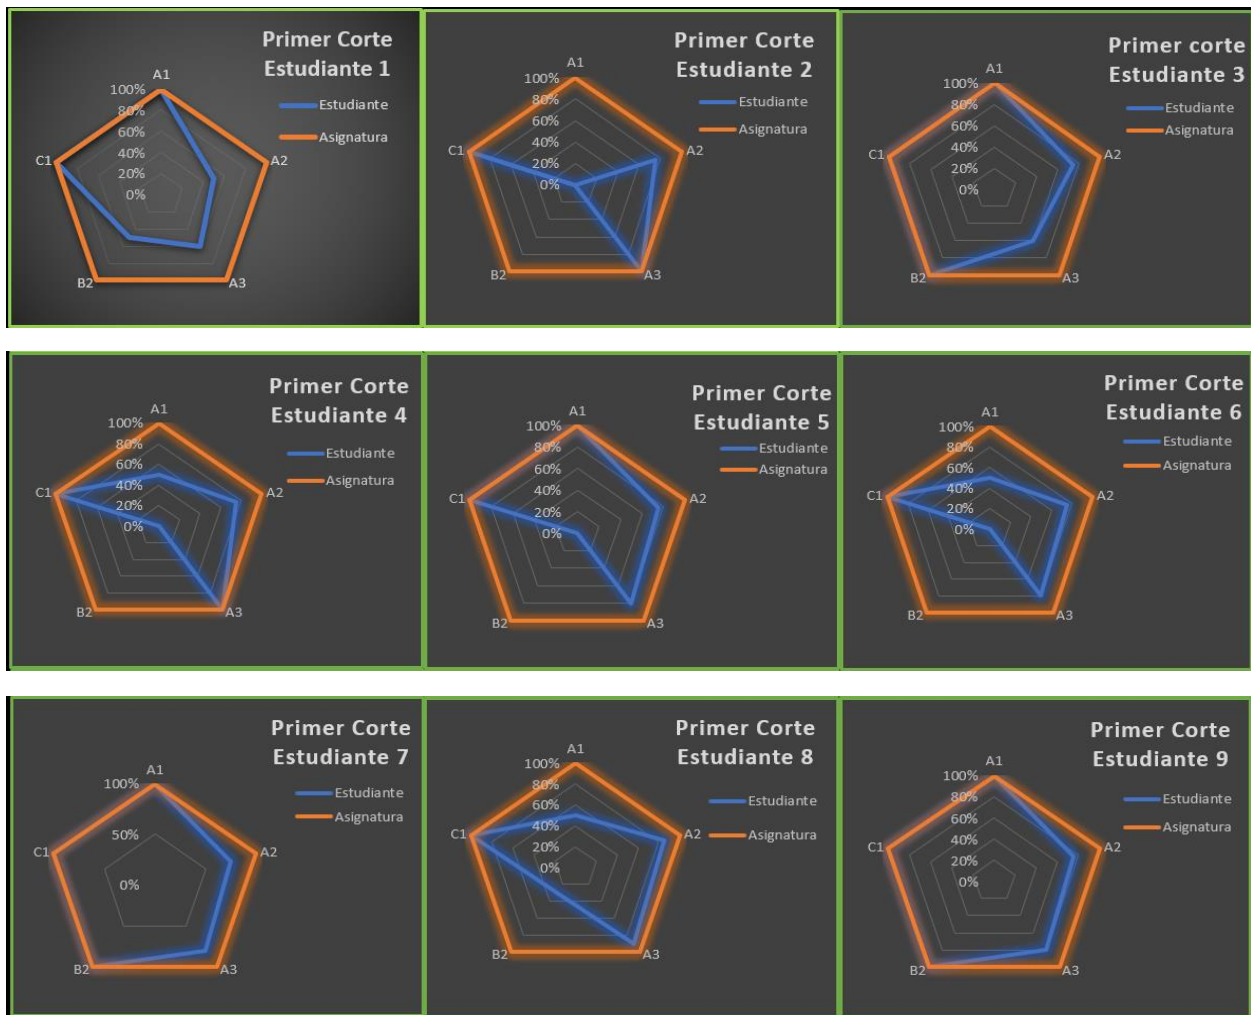 Primer Corte
Estudiante 1
A1
100%
80%
60%
40%
20%
0%
Estudiante
Asignatura
C1
A2
B2
A3
Primer Corte
Estudiante 2
A1
100%
80%
60%
40%
20%
0%
Estudiante
Asignatura
C1
A2
B2
A3
Primer corte
Estudiante 3
A1
100%
80%
60%
40%
20%
0%
Estudiante
Asignatura
C1
A2
B2
A3
Primer Corte
Estudiante 4
A1
100%
80%
60%
40%
20%
0%
Estudiante
Asignatura
C1
A2
B2
A3
Primer Corte
Estudiante 5
A1
100%
80%
60%
40%
20%
0%
Estudiante
Asignatura
C1
A2
B2
A3
Primer Corte
Estudiante 6
A1
100%
80%
60%
40%
20%
0%
Estudiante
Asignatura
C1
A2
B2
A3
Primer Corte
Estudiante 7
A1
100%
50%
0%
Estudiante
Asignatura
C1
A2
B2
A3
Primer Corte
Estudiante 8
A1
100%
80%
60%
40%
20%
0%
Estudiante
Asignatura
C1
A2
B2
A3
Primer Corte
Estudiante 9
A1
100%
80%
60%
40%
20%
0%
Estudiante
Asignatura
C1
A2
B2
A3